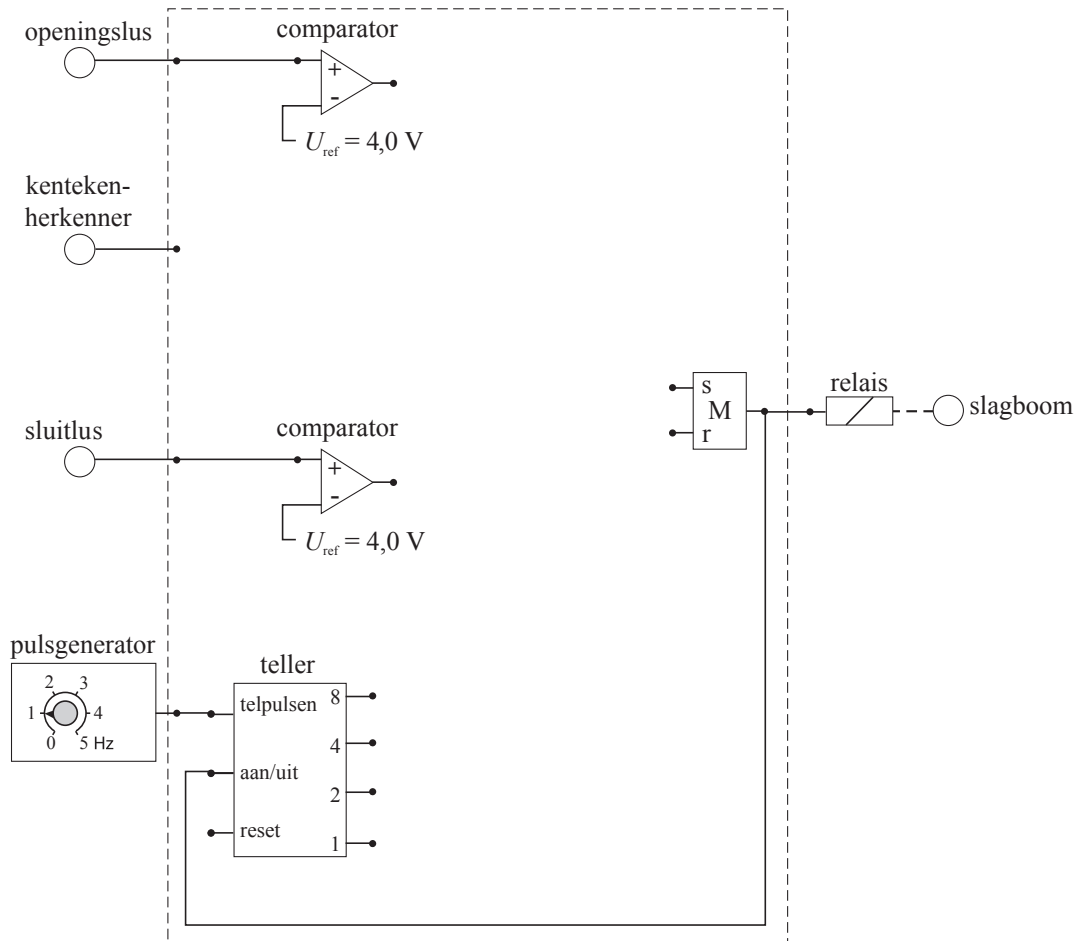 openingslus
comparator
+
-
U_ref = 4,0 V
kenteken-
herkenner
s
M
r
relais
slagboom
sluitlus
comparator
+
-
U_ref = 4,0 V
pulsgenerator
2 3
1 4
0 5 Hz
teller
telpulsen 8
4
aan/uit
2
reset
1